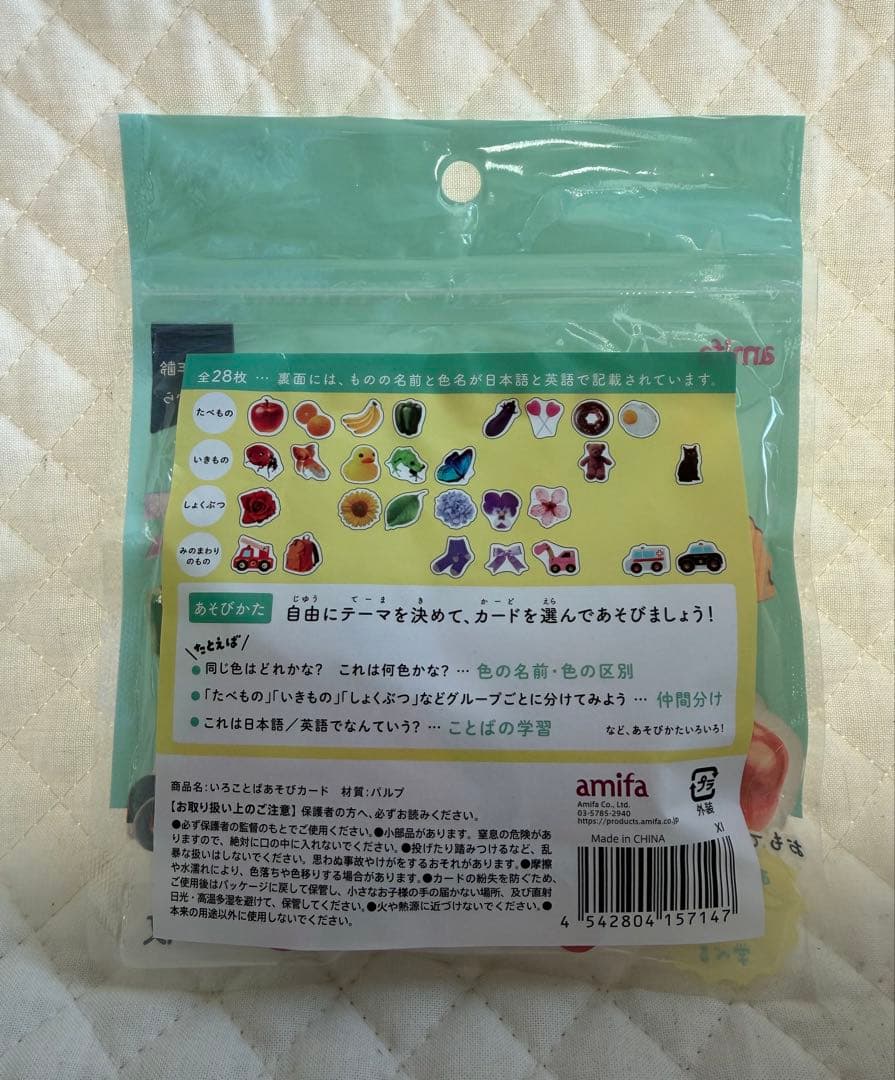 全28枚 … 裏面には、ものの名前と色名が日本語と英語で記載されています。
たべもの
いきもの
しょくぶつ
みのまわり
のもの
あそびかた
じゆう てーま き かーど えら
自由にテーマを決めて、カードを選んであそびましょう!
たとえば
●同じ色はどれかな? これは何色かな? … 色の名前・色の区別
●「たべもの」「いきもの」「しょくぶつ」などグループごとに分けてみよう … 仲間分け
●これは日本語/英語でなんていう? … ことばの学習
など、あそびかたいろいろ!
商品名:いろことばあそびカード 材質:パルプ
【お取り扱い上のご注意】保護者の方へ、必ずお読みください。
●必ず保護者の監督のもとでご使用ください。●小部品があります。窒息の危険があ
りますので、絶対に口の中に入れないでください。●投げたり踏みつけるなど、乱
暴な扱いはしないでください。思わぬ事故やけがをするおそれがあります。●摩擦
や水濡れにより、色落ちや色移りする場合があります。●カードの紛失を防ぐため、
ご使用後はパッケージに戻して保管し、小さなお子様の手の届かない場所、及び直射
日光・高温多湿を避けて、保管してください。●火や熱源に近づけないでください。●
本来の用途以外に使用しないでください。
amifa
Amifa Co., Ltd.
03-5785-2940
https://products.amifa.co.jp
プラ
外装
Made in CHINA
XI
4 542804 157147